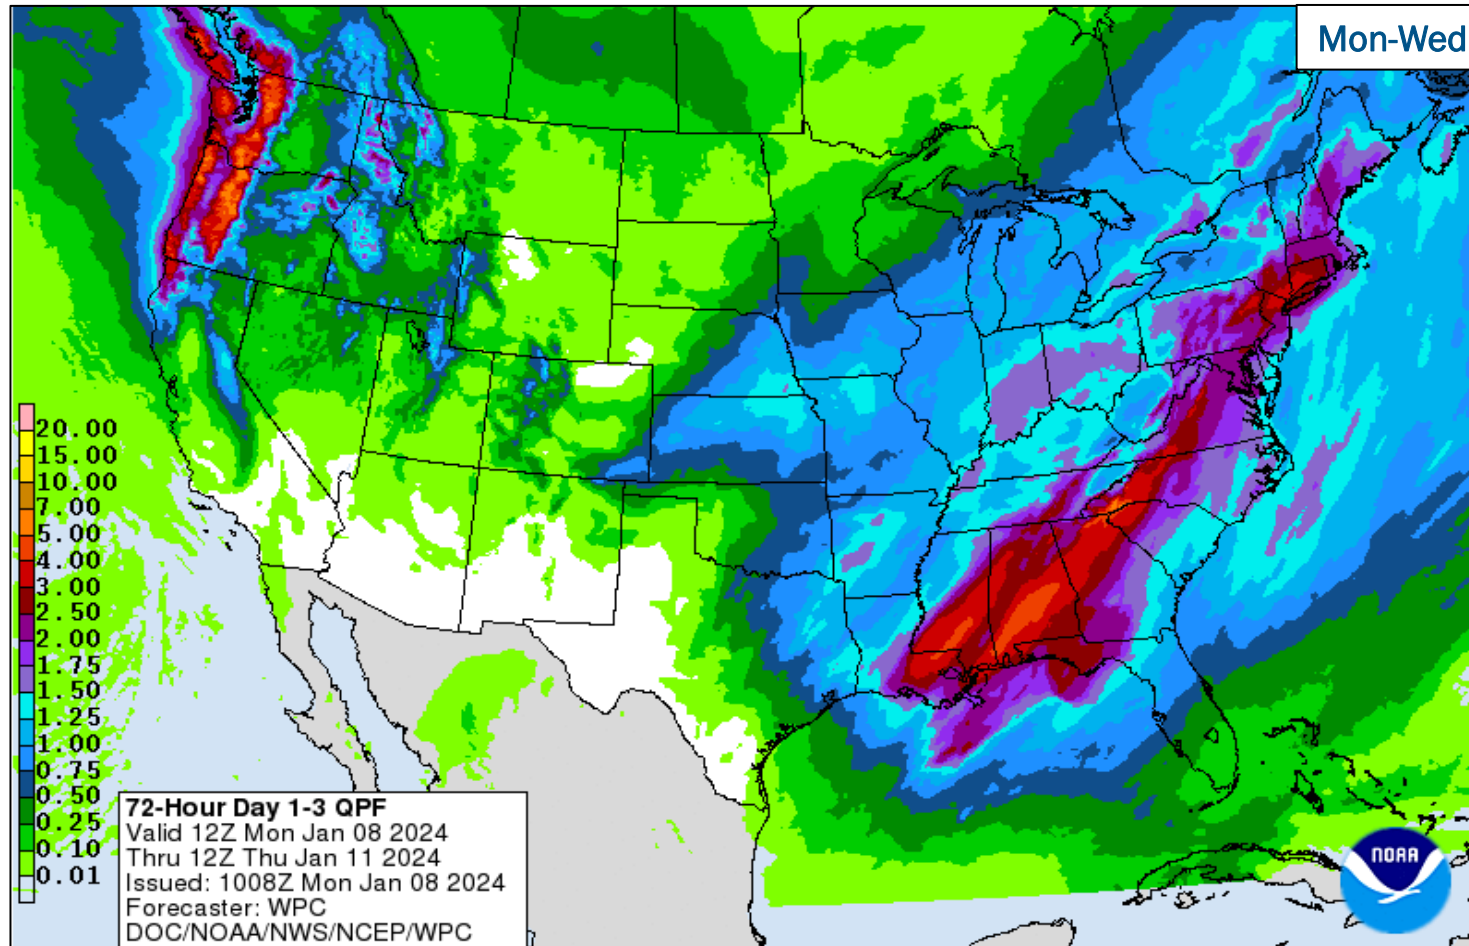 Mon-Wed
20.00
15.00
10.00
7.00
5.00
4.00
3.00
2.50
2.00
1.75
1.50
1.25
1.00
0.75
0.50
0.25
0.10
0.01
72-Hour Day 1-3 QPF
Valid 12Z Mon Jan 08 2024
Thru 12Z Thu Jan 11 2024
Issued: 1008Z Mon Jan 08 2024
Forecaster: WPC
DOC/NOAA/NWS/NCEP/WPC
NOAA